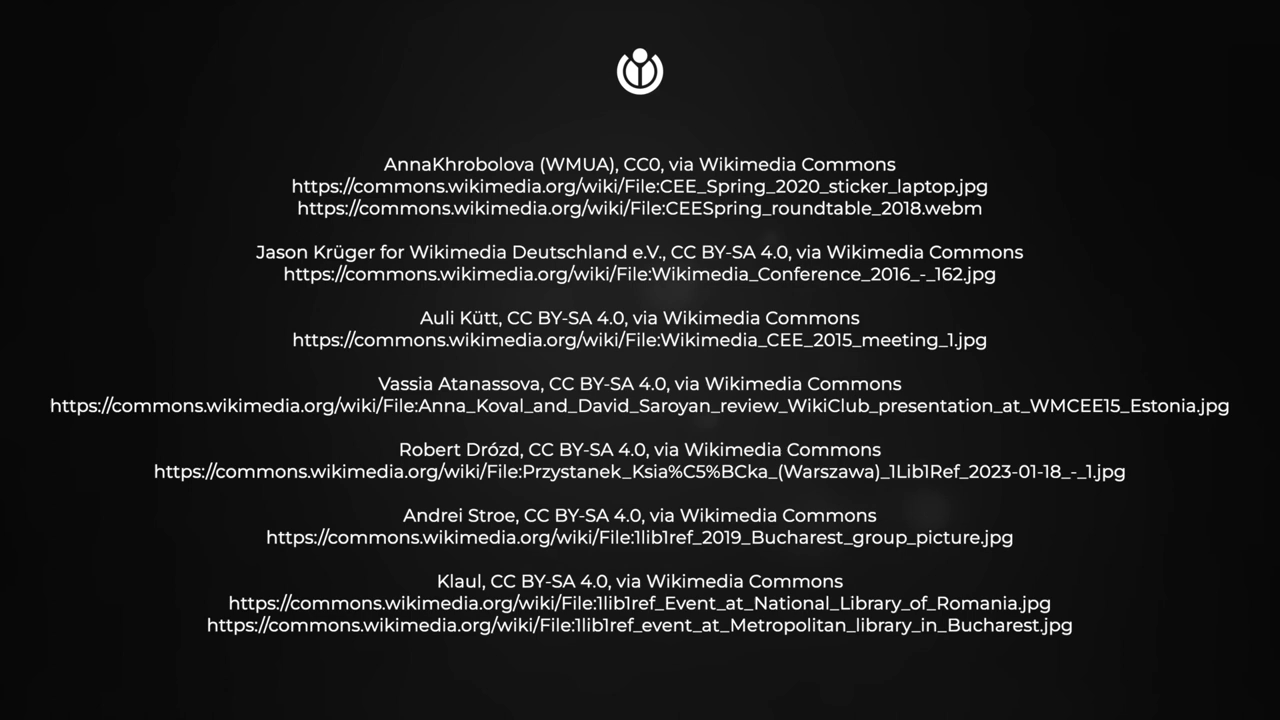 AnnaKhrobolova (WMUA), CC0, via Wikimedia Commons
https://commons.wikimedia.org/wiki/File:CEE_Spring_2020_sticker_laptop.jpg
https://commons.wikimedia.org/wiki/File:CEESpring_roundtable_2018.webm
Jason Krüger for Wikimedia Deutschland e.V., CC BY-SA 4.0, via Wikimedia Commons
https://commons.wikimedia.org/wiki/File:Wikimedia_Conference_2016_-_162.jpg
Auli Kütt, CC BY-SA 4.0, via Wikimedia Commons
https://commons.wikimedia.org/wiki/File:Wikimedia_CEE_2015_meeting_1.jpg
Vassia Atanassova, CC BY-SA 4.0, via Wikimedia Commons
https://commons.wikimedia.org/wiki/File:Anna_Koval_and_David_Saroyan_review_WikiClub_presentation_at_WMCEE15_Estonia.jpg
Robert Drózd, CC BY-SA 4.0, via Wikimedia Commons
https://commons.wikimedia.org/wiki/File:Przystanek_Ksia%C5%BCka_(Warszawa)_1Lib1Ref_2023-01-18_-_1.jpg
Andrei Stroe, CC BY-SA 4.0, via Wikimedia Commons
https://commons.wikimedia.org/wiki/File:1lib1ref_2019_Bucharest_group_picture.jpg
Klaul, CC BY-SA 4.0, via Wikimedia Commons
https://commons.wikimedia.org/wiki/File:1lib1ref_Event_at_National_Library_of_Romania.jpg
https://commons.wikimedia.org/wiki/File:1lib1ref_event_at_Metropolitan_library_in_Bucharest.jpg